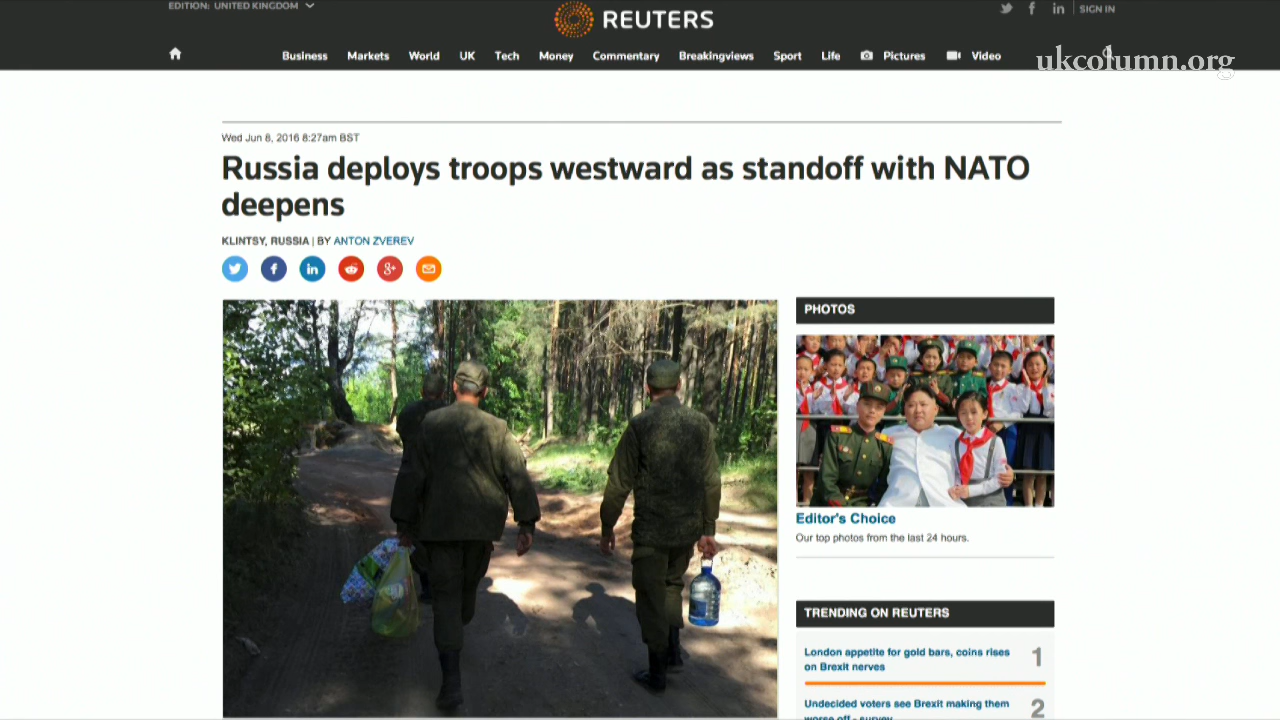 EDITION: UNITED KINGDOM
REUTERS
SIGN IN
Business Markets World UK Tech Money Commentary Breakingviews Sport Life Pictures Video
ukcolumn.org
Wed Jun 8, 2016 8:27am BST
Russia deploys troops westward as standoff with NATO
deepens
KLINTSY, RUSSIA | BY ANTON ZVEREV
PHOTOS
Editor's Choice
Our top photos from the last 24 hours.
TRENDING ON REUTERS
London appetite for gold bars, coins rises
on Brexit nerves
1
Undecided voters see Brexit making them
worse off - survey
2